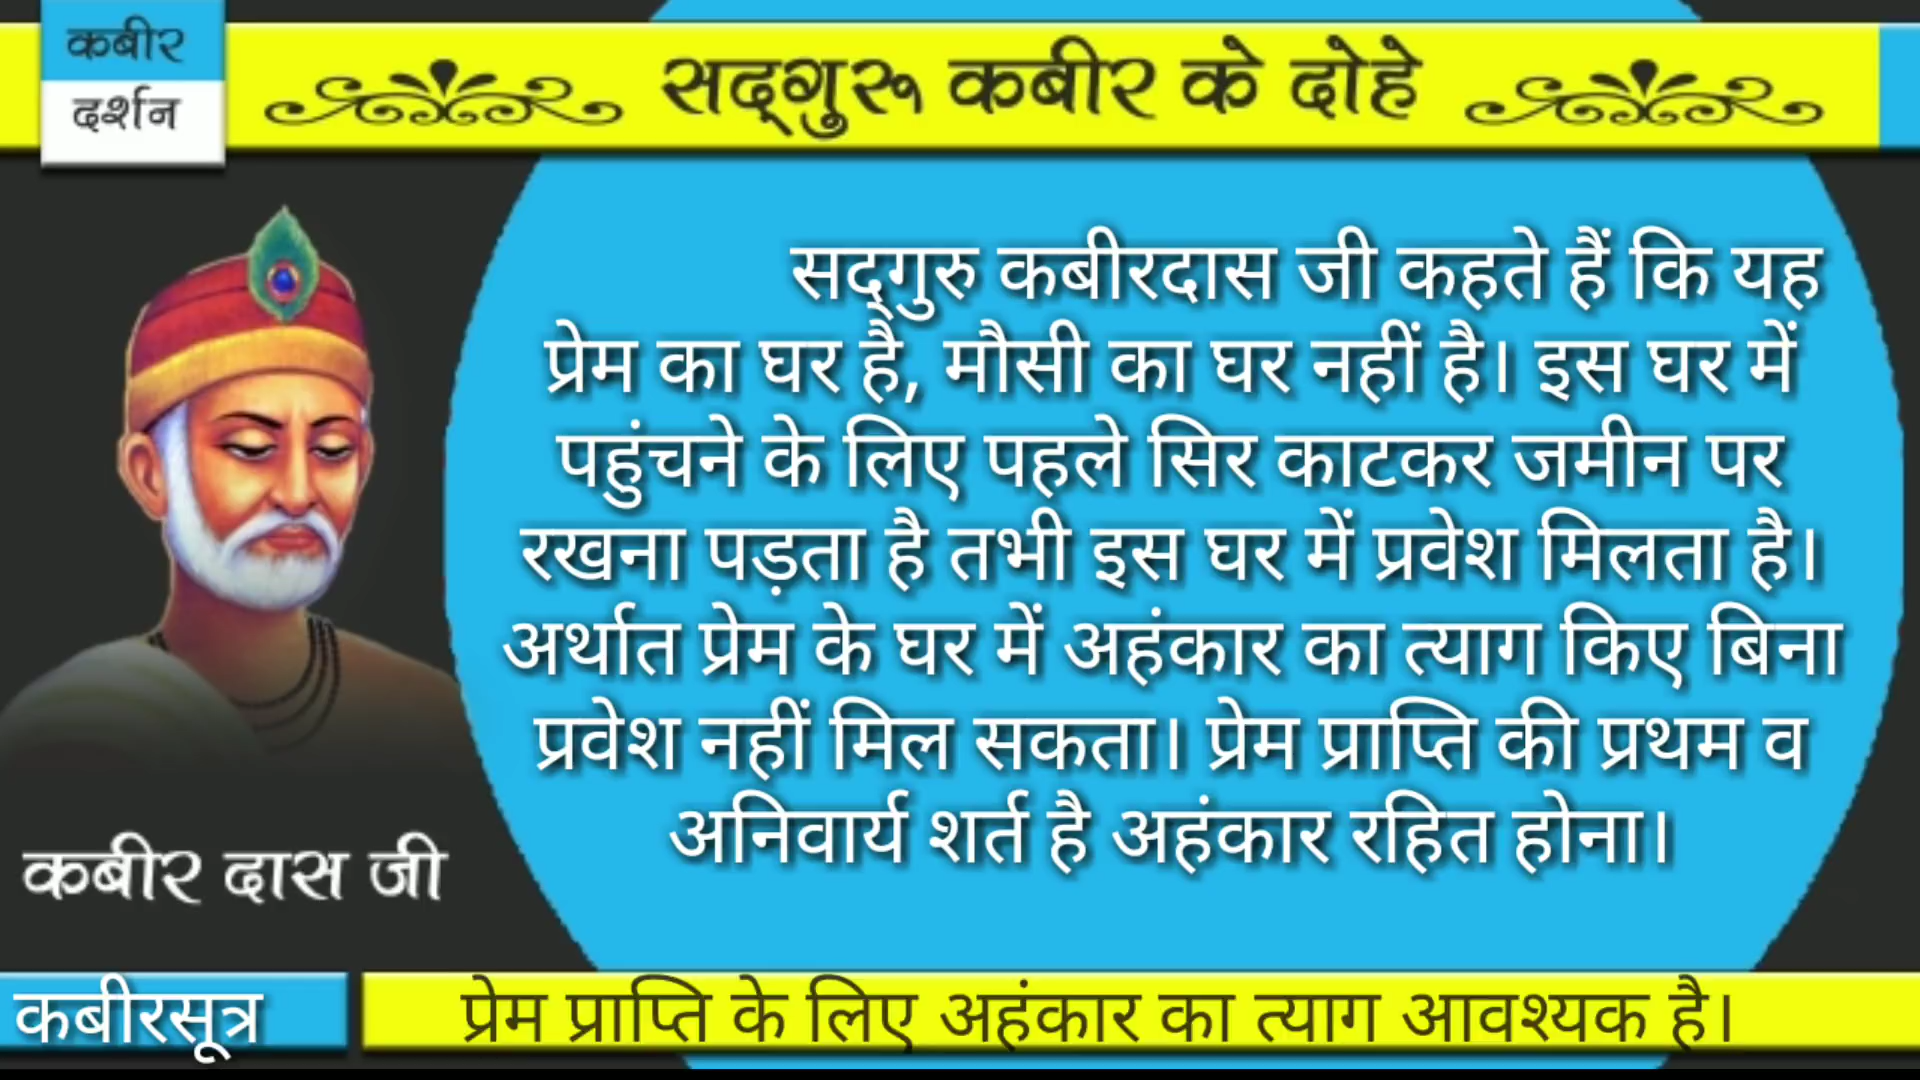 कबीर
दर्शन
सद्‌गुरू कबीर के दोहे
सद्‌गुरु कबीरदास जी कहते हैं कि यह
प्रेम का घर है, मौसी का घर नहीं है। इस घर में
पहुंचने के लिए पहले सिर काटकर जमीन पर
रखना पड़ता है तभी इस घर में प्रवेश मिलता है।
अर्थात प्रेम के घर में अहंकार का त्याग किए बिना
प्रवेश नहीं मिल सकता। प्रेम प्राप्ति की प्रथम व
अनिवार्य शर्त है अहंकार रहित होना।
कबीर दास जी
कबीरसूत्र
प्रेम प्राप्ति के लिए अहंकार का त्याग आवश्यक है।